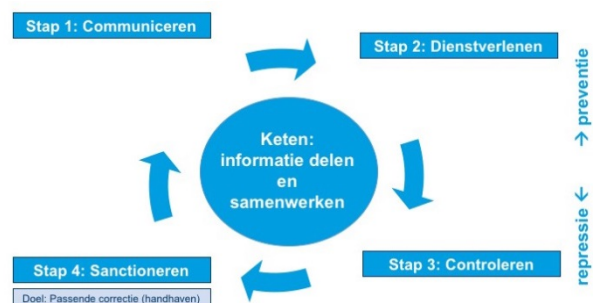 Stap 1: Communiceren
Stap 2: Dienstverlenen
→ preventie
Keten:
informatie delen
en
samenwerken
repressie ←
Stap 4: Sanctioneren
Stap 3: Controleren
Doel: Passende correctie (handhaven)